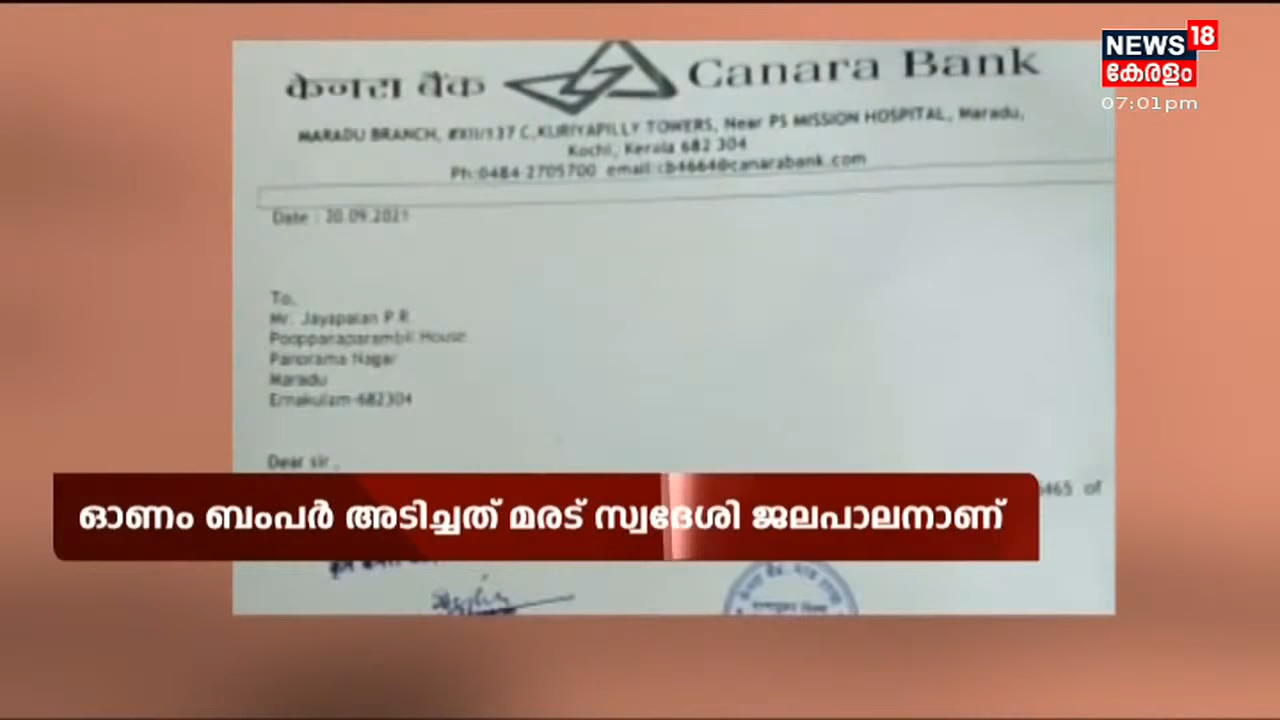 NEWS 18
കേരളം
07:01pm
केनरा बैंक Canara Bank
MARADU BRANCH, #XII/137 C,KURIYAPILLY TOWERS, Near PS MISSION HOSPITAL, Maradu,
Kochi, Kerala 682 304
Ph:0484-2705700 email:cb4664@canarabank.com
Date : 20.09.2021
To,
Mr. Jayapalan P R
Poopparaparambil House
Panorama Nagar
Maradu
Ernakulam-682304
Dear sir ,
6465 of
ഓണം ബംപർ അടിച്ചത് മരട് സ്വദേശി ജലപാലനാണ്